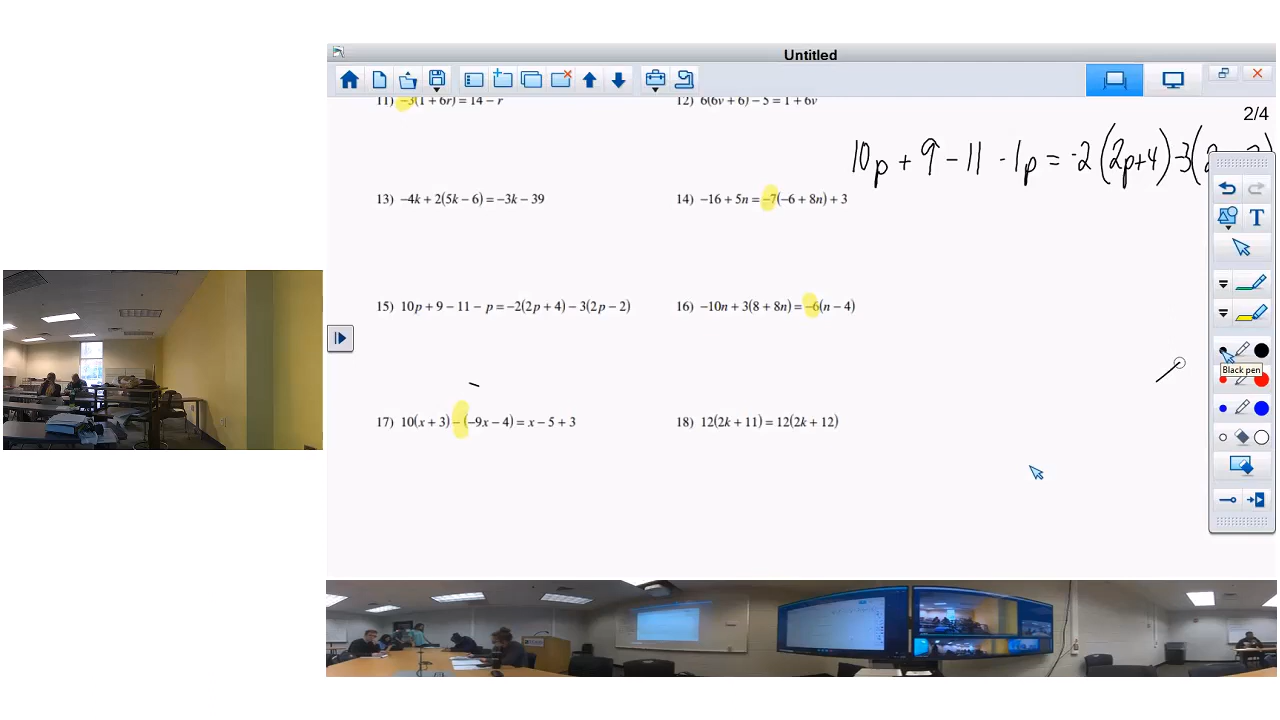 Untitled
11) −3(1 + 6r) = 14 − r
12) 6(6v + 6) − 5 = 1 + 6v
2/4
10p + 9 - 11 - 1p = -2(2p+4)-3(2
13) −4k + 2(5k − 6) = −3k − 39
14) −16 + 5n = −7(−6 + 8n) + 3
T
15) 10p + 9 − 11 − p = −2(2p + 4) − 3(2p − 2)
16) −10n + 3(8 + 8n) = −6(n − 4)
Black pen
17) 10(x + 3) − (−9x − 4) = x − 5 + 3
18) 12(2k + 11) = 12(2k + 12)